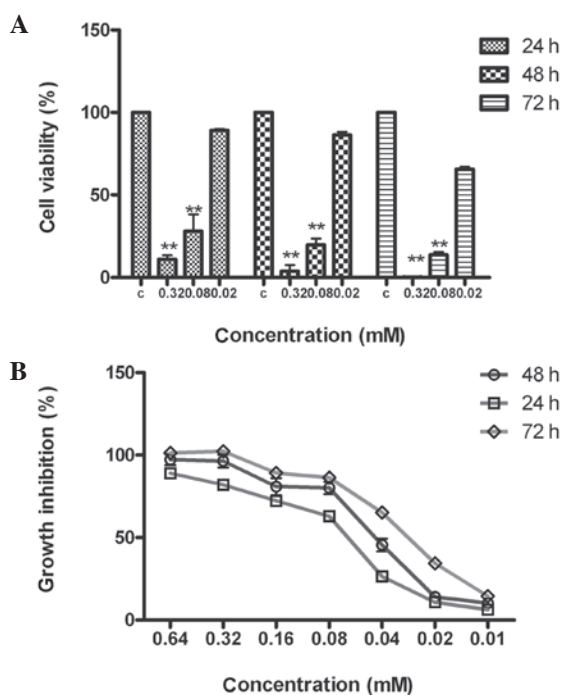 A
150
100
50
0
Cell viability (%)
24 h
48 h
72 h
** ** ** ** ** **
c 0.32 0.08 0.02 c 0.32 0.08 0.02 c 0.32 0.08 0.02
Concentration (mM)
B
150
100
50
0
Growth inhibition (%)
48 h
24 h
72 h
0.64 0.32 0.16 0.08 0.04 0.02 0.01
Concentration (mM)